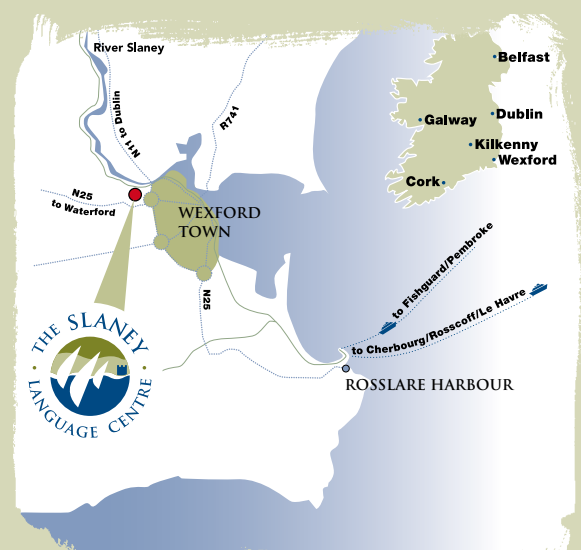 River Slaney
N11 to Dublin
R741
N25
to Waterford
WEXFORD
TOWN
N25
THE SLANEY
LANGUAGE CENTRE
Belfast
Galway
Dublin
Kilkenny
Wexford
Cork
to Fishguard/Pembroke
to Cherbourg/Rosscoff/Le Havre
ROSSLARE HARBOUR